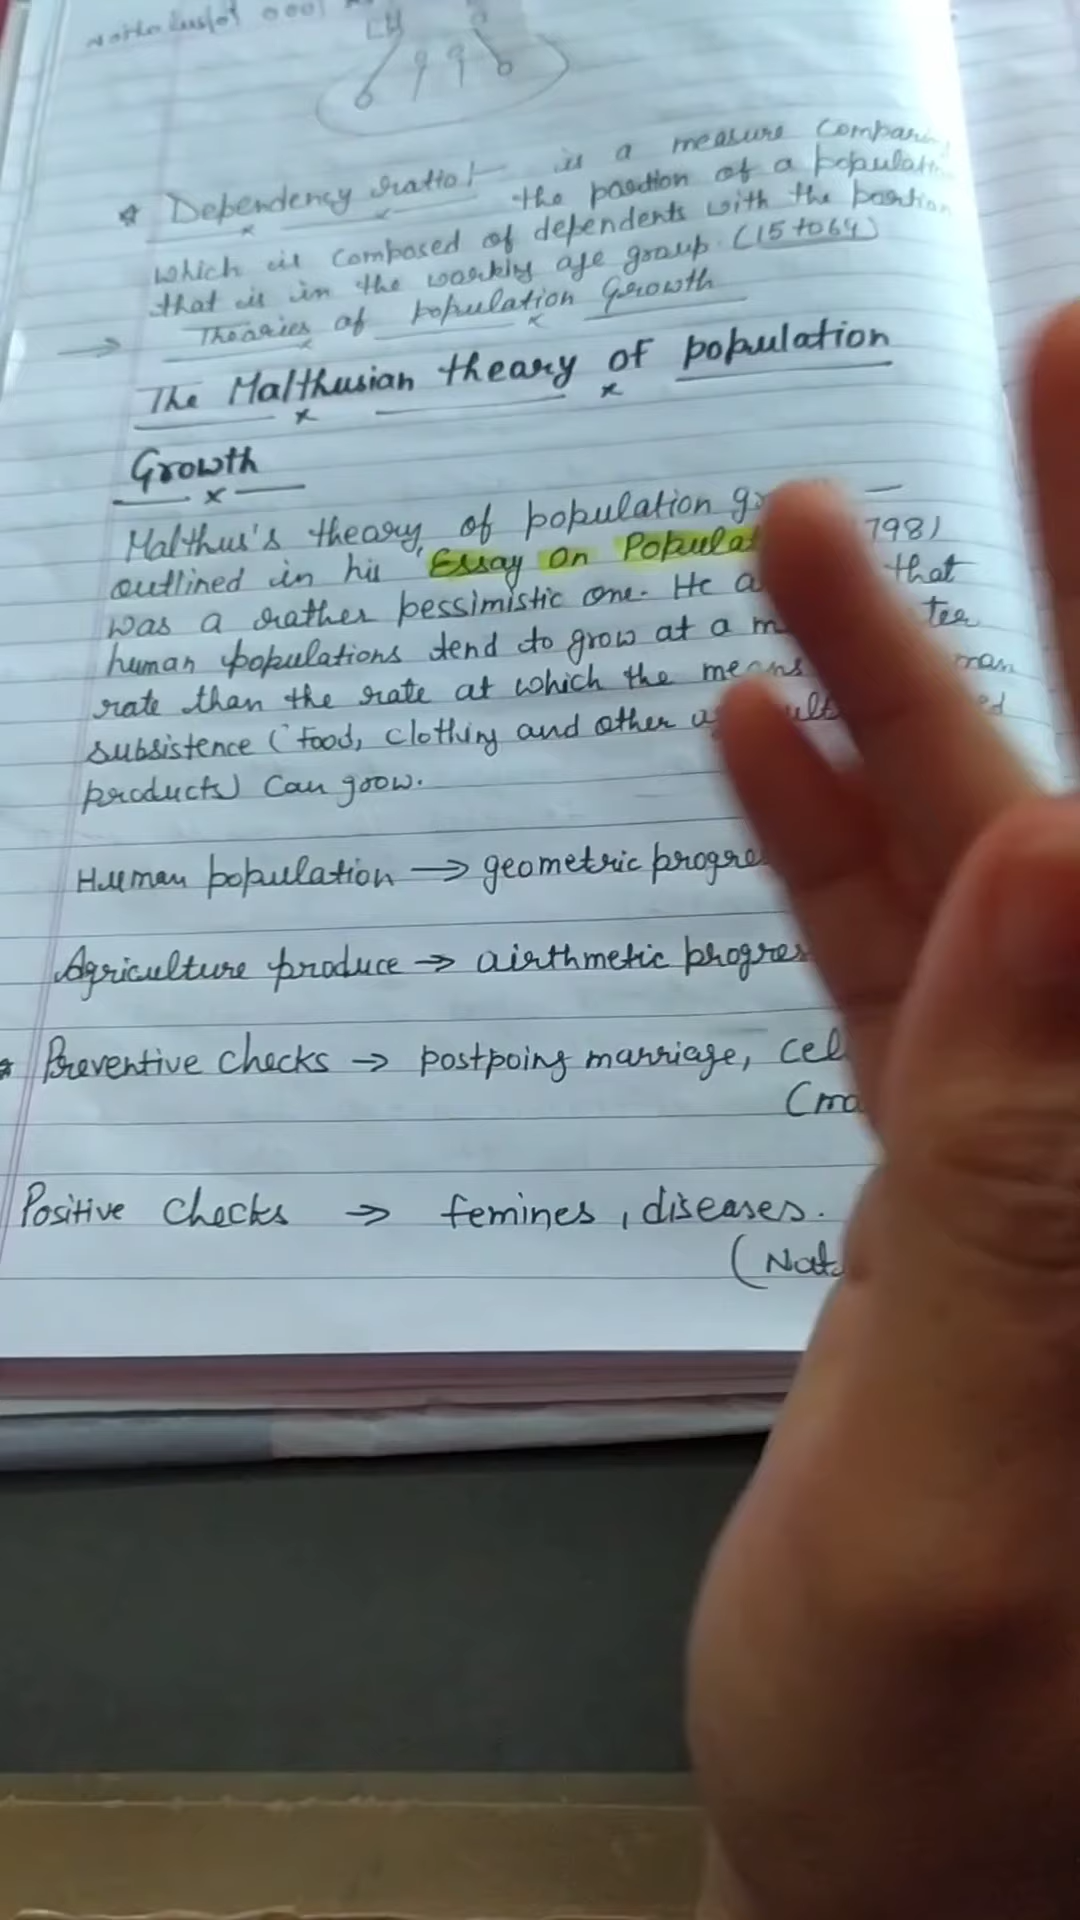 * Dependency ratio:- is a measure
the portion of a
which is composed of dependents with the portion
that is in the workly age group. (15 to 64)
→ Theories of population Growth
The Malthusian theory of population
Growth
Malthus's theory, of population —
outlined in his 'Essay on 1798)
was a rather pessimistic one. He that
human populations tend to grow at a
rate than the rate at which the means
subsistence (food, clothing and other
products) can grow.
Human population → geometric
Agriculture produce → airthmetic
* Preventive checks → postpoing marriage,
Positive checks → femines, diseases.